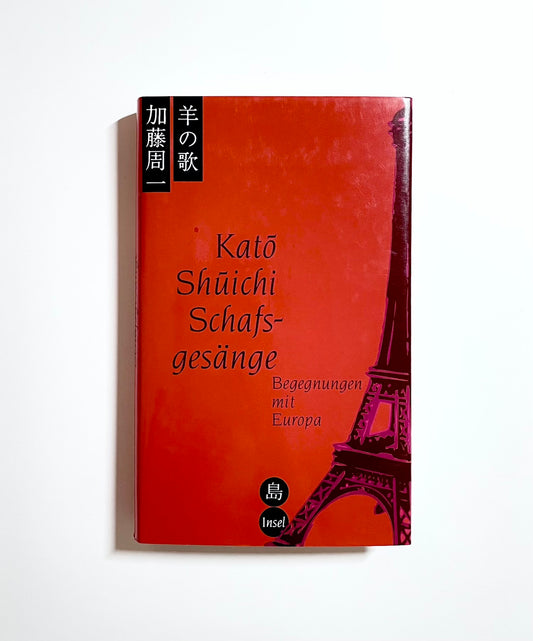 羊の歌
加藤周一
Katō
Shūichi
Schafs-
gesänge
Begegnungen
mit
Europa
島
Insel